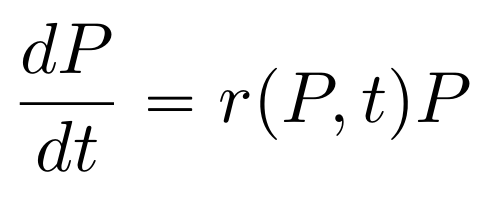 dP/dt = r(P, t)P